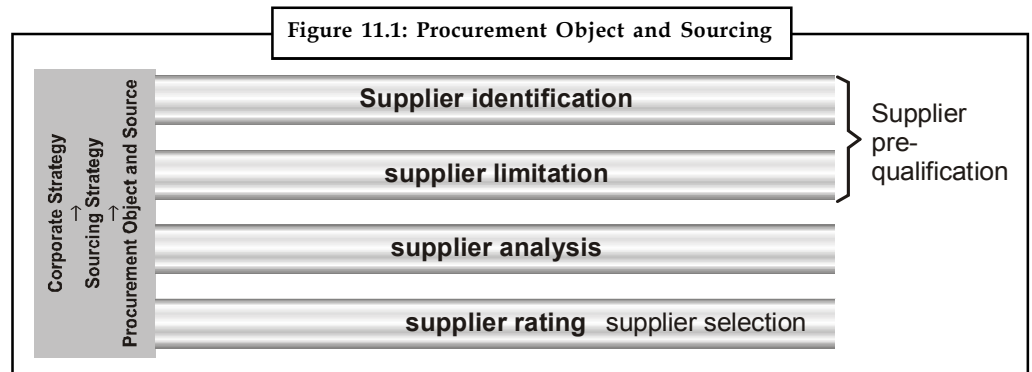 Figure 11.1: Procurement Object and Sourcing
Corporate Strategy
→
Sourcing Strategy
→
Procurement Object and Source
Supplier identification
supplier limitation
supplier analysis
supplier rating supplier selection
Supplier
pre-
qualification